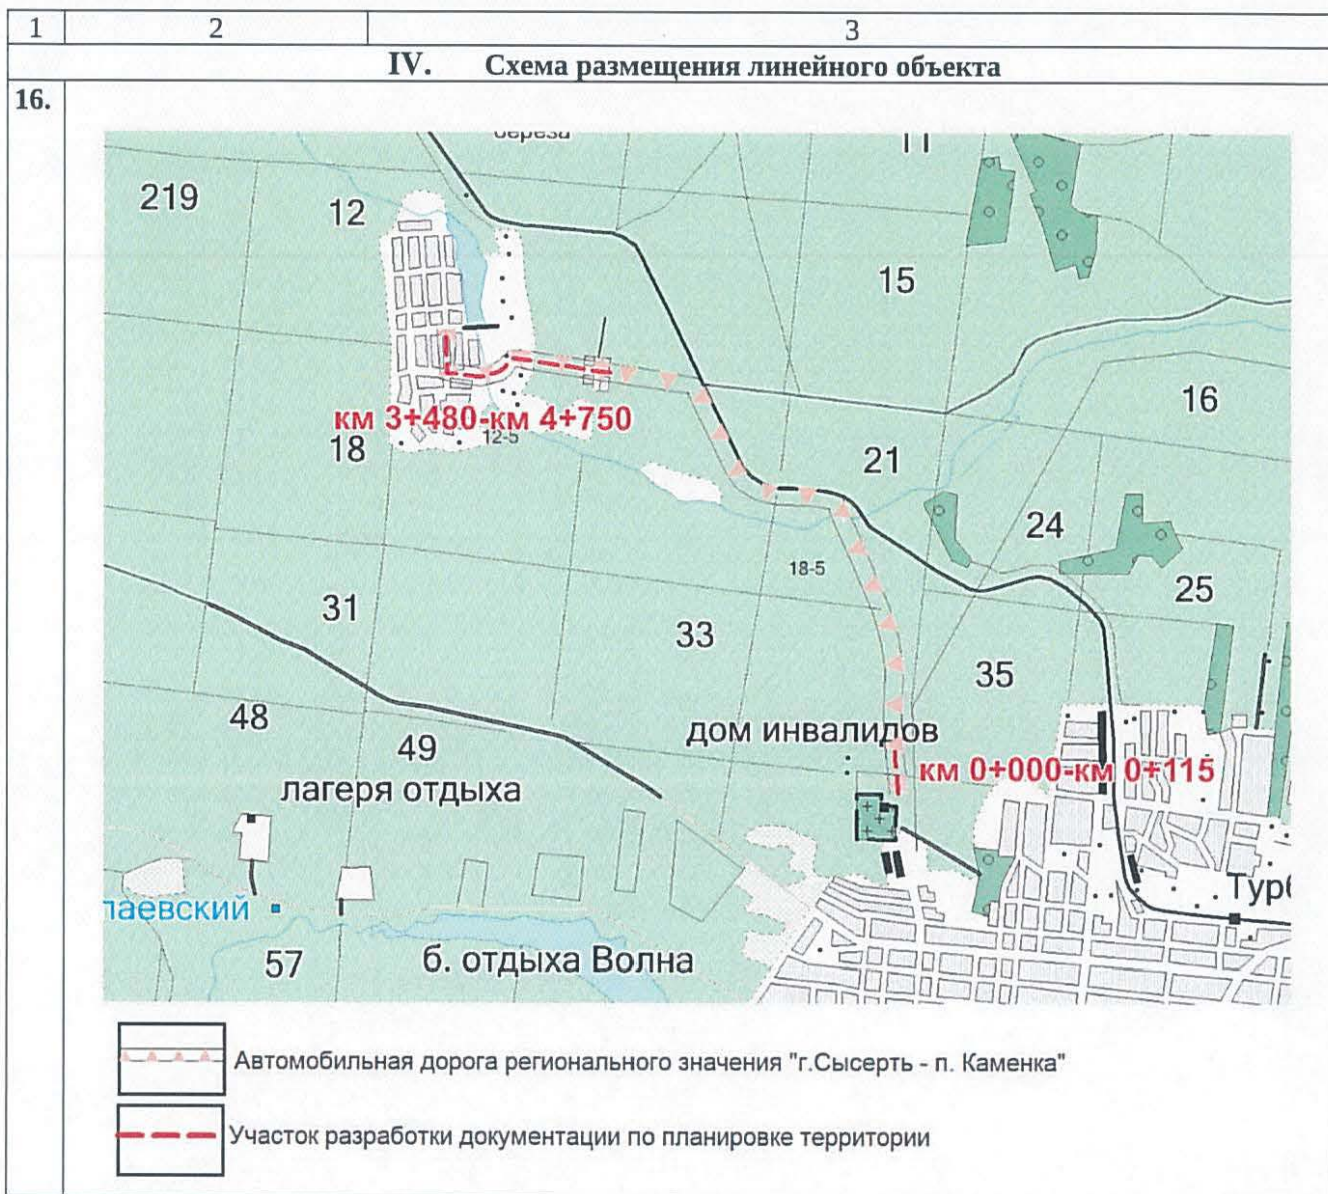 1 2 3
IV. Схема размещения линейного объекта
16.
береза
11
219
12
15
16
км 3+480-км 4+750
12-5
18
21
24
18-5
25
31
33
35
48
дом инвалидов
49
км 0+000-км 0+115
лагеря отдыха
паевский
Турб
57
б. отдыха Волна
Автомобильная дорога регионального значения "г.Сысерть - п. Каменка"
Участок разработки документации по планировке территории